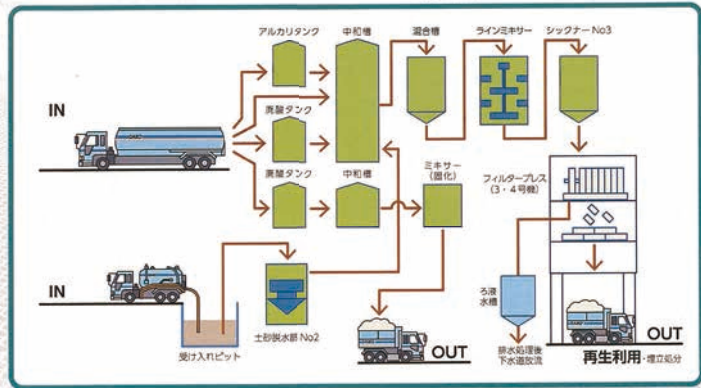 アルカリタンク
中和槽
混合槽
ラインミキサー
シックナーNo3
IN
廃酸タンク
廃酸タンク
中和槽
ミキサー
(固化)
フィルタープレス
(3・4号機)
IN
土砂脱水篩No2
受け入れピット
OUT
ろ液
水槽
排水処理後
下水道放流
OUT
再生利用・埋立処分